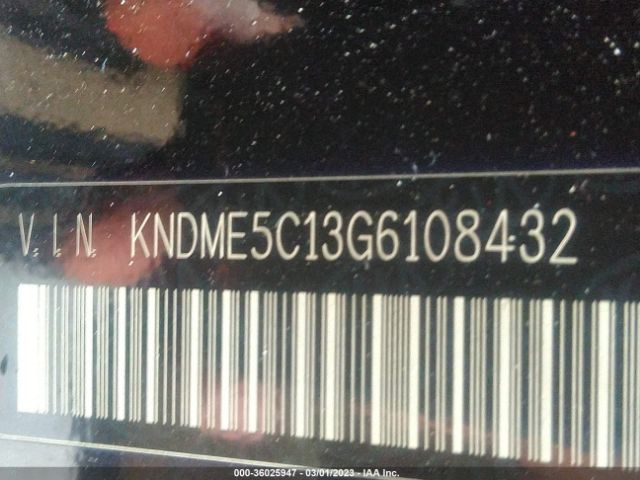 V.I.N. KNDME5C13G6108432
000-36025947 - 03/01/2023 - IAA Inc.